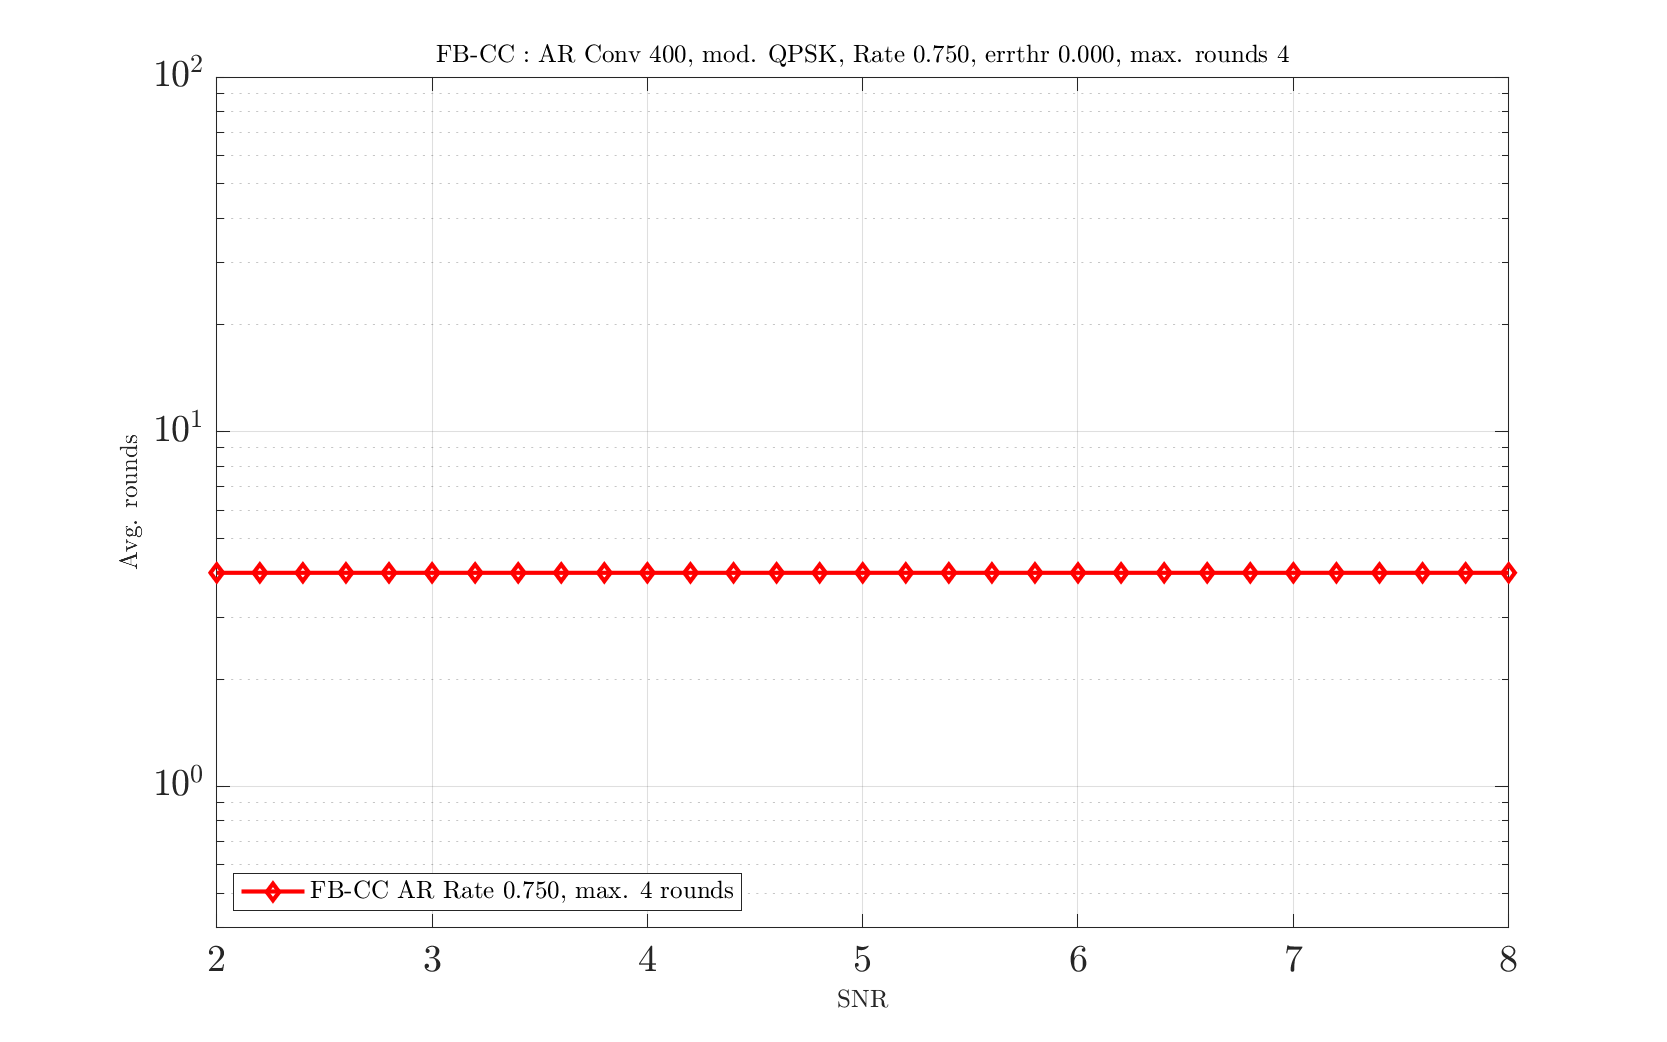 FB-CC : AR Conv 400, mod. QPSK, Rate 0.750, errthr 0.000, max. rounds 4
10^2
10^1
10^0
Avg. rounds
FB-CC AR Rate 0.750, max. 4 rounds
2 3 4 5 6 7 8
SNR